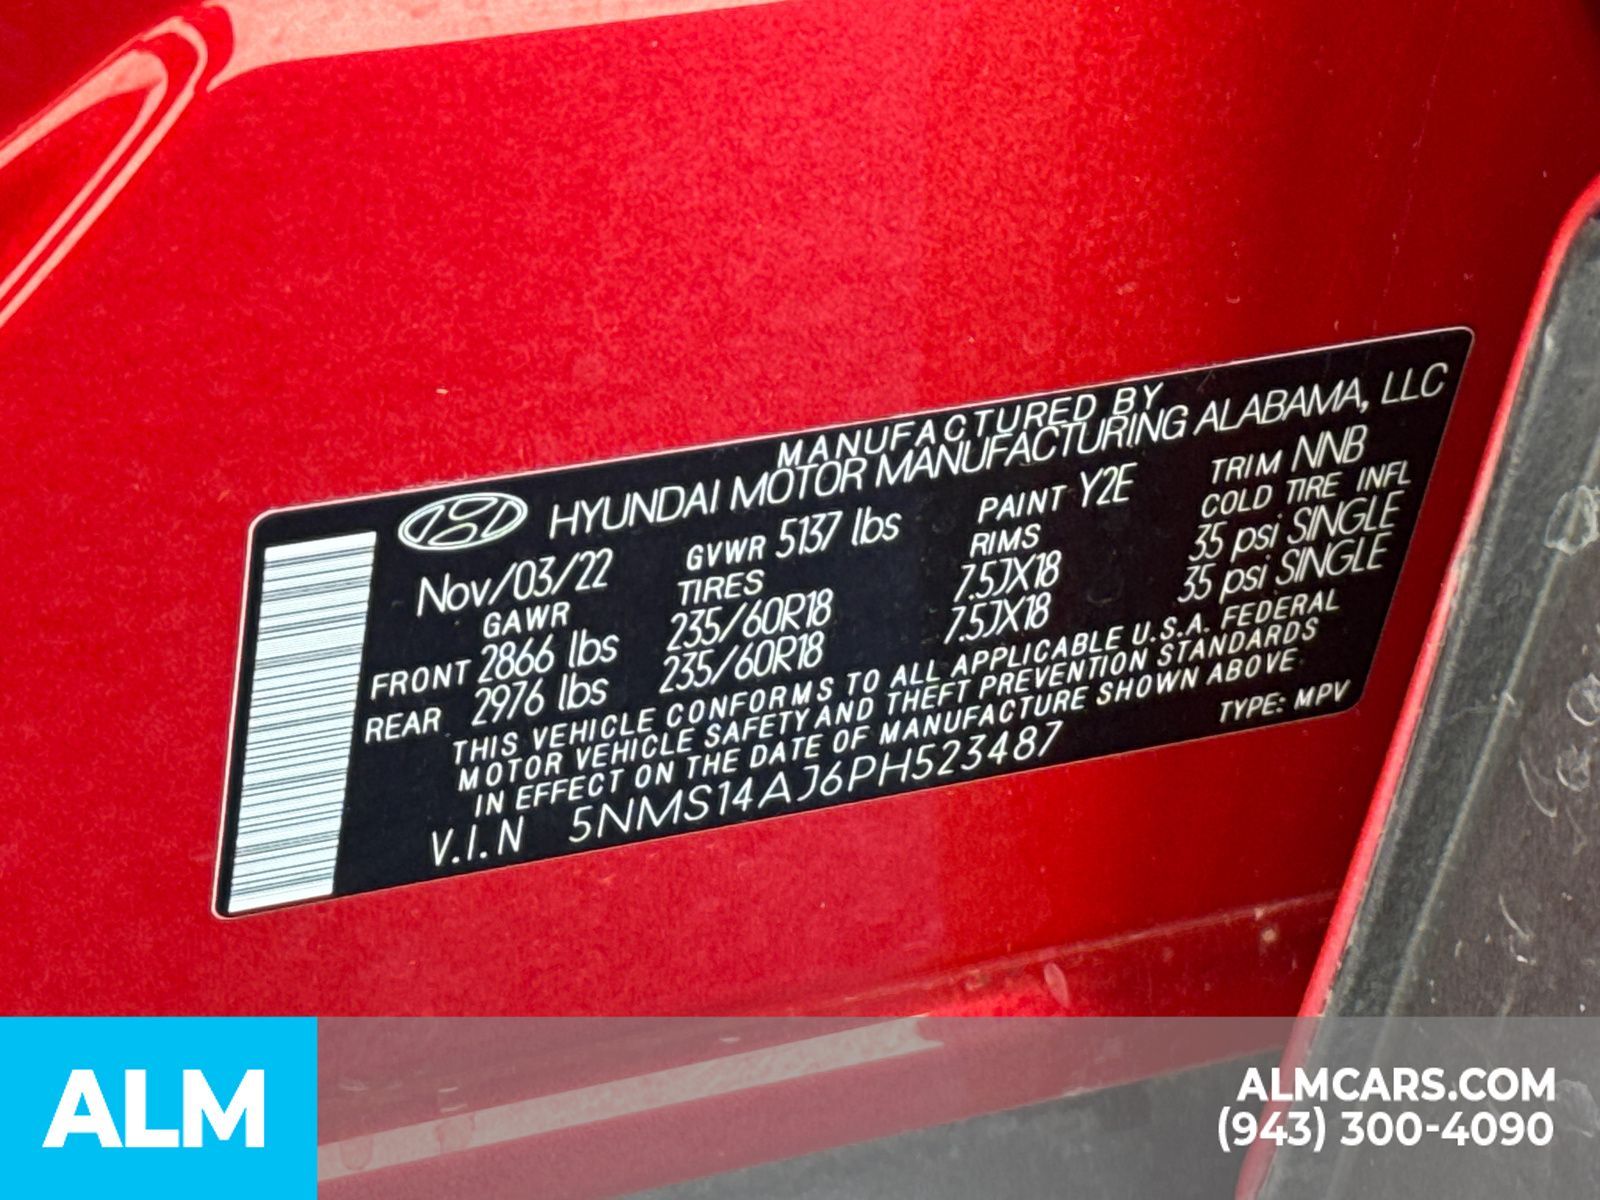 MANUFACTURED BY
HYUNDAI MOTOR MANUFACTURING ALABAMA, LLC
Nov/03/22 GVWR 5137 lbs PAINT Y2E TRIM NNB
GAWR TIRES RIMS COLD TIRE INFL
FRONT 2866 lbs 235/60R18 7.5JX18 35 psi SINGLE
REAR 2976 lbs 235/60R18 7.5JX18 35 psi SINGLE
THIS VEHICLE CONFORMS TO ALL APPLICABLE U.S.A. FEDERAL
MOTOR VEHICLE SAFETY AND THEFT PREVENTION STANDARDS
IN EFFECT ON THE DATE OF MANUFACTURE SHOWN ABOVE
V.I.N 5NMS14AJ6PH523487 TYPE: MPV
ALM
ALMCARS.COM
(943) 300-4090